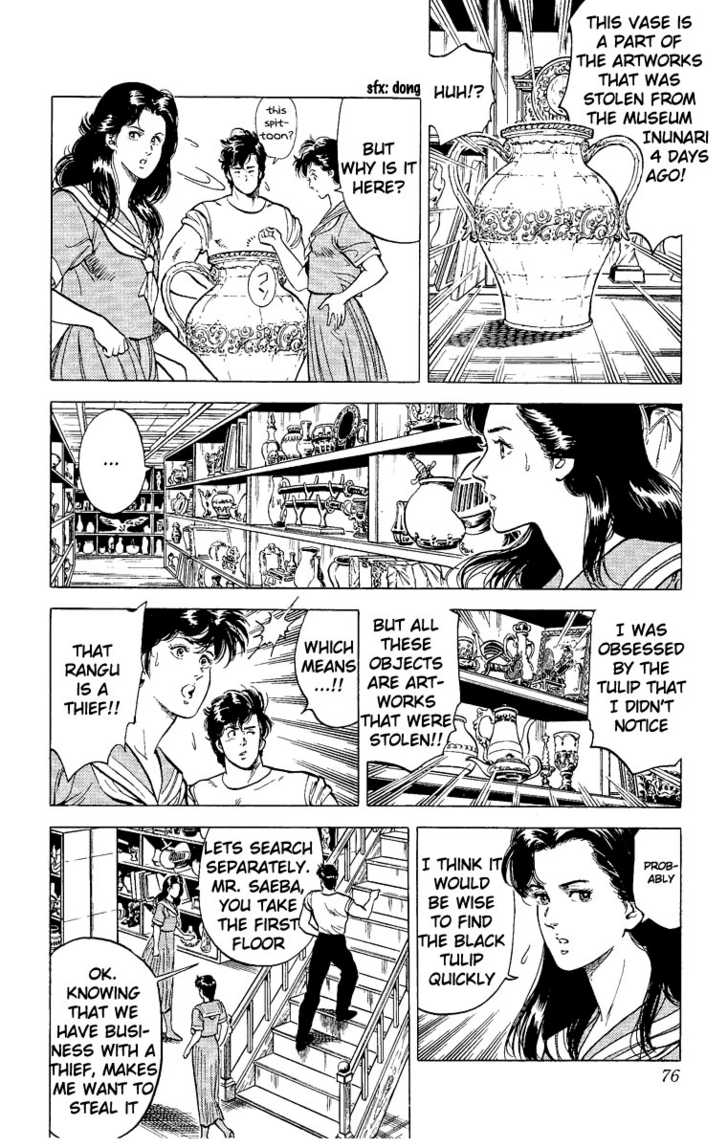 THIS VASE IS
A PART OF
THE ARTWORKS
THAT WAS
STOLEN FROM
THE MUSEUM
INUNARI
4 DAYS
AGO!
HUH!?
sfx: dong
BUT
WHY IS IT
HERE?
this
spit-
toon?
...
I WAS
OBSESSED
BY THE
TULIP THAT
I DIDN'T
NOTICE
BUT ALL
THESE
OBJECTS
ARE ART-
WORKS
THAT WERE
STOLEN!!
WHICH
MEANS
...!!
THAT
RANGU
IS A
THIEF!!
PROB-
ABLY
I THINK IT
WOULD
BE WISE
TO FIND
THE BLACK
TULIP
QUICKLY
LETS SEARCH
SEPARATELY.
MR. SAEBA,
YOU TAKE
THE FIRST
FLOOR
OK.
KNOWING
THAT WE
HAVE BUSI-
NESS WITH A
THIEF, MAKES
ME WANT TO
STEAL IT
76